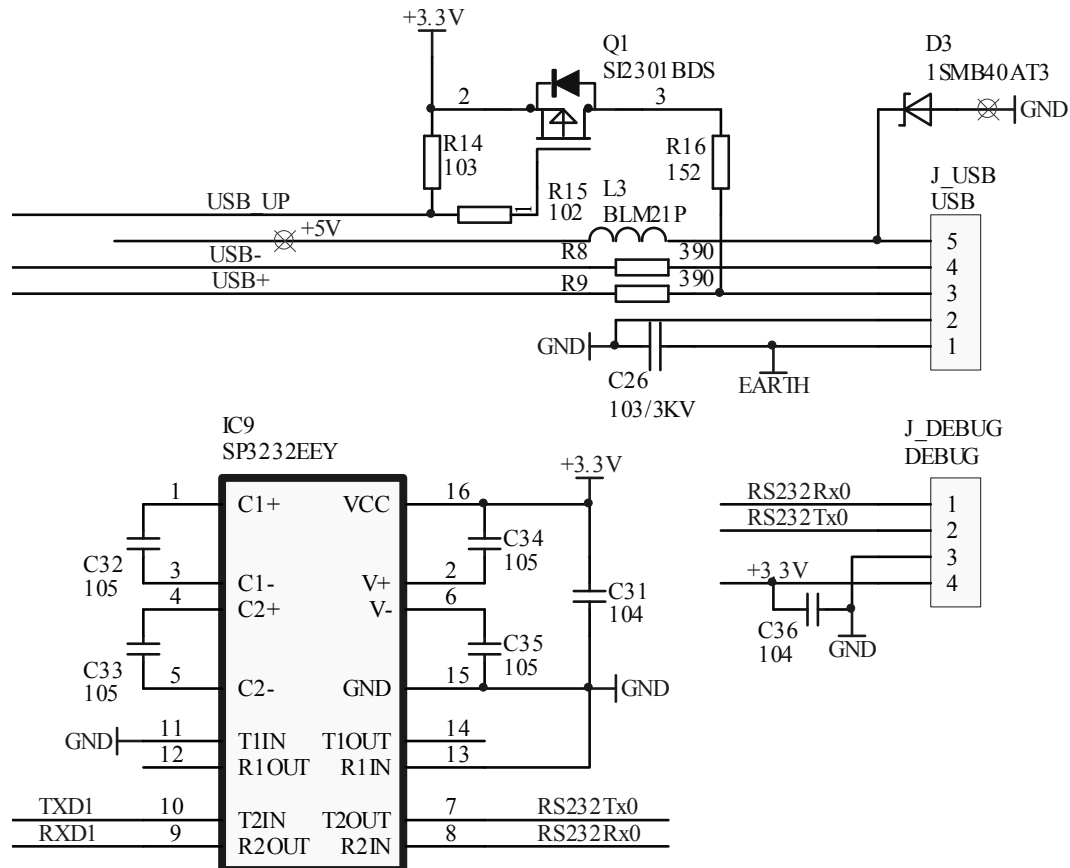 +3.3V
Q1
SI2301BDS
D3
1SMB40AT3
2
3
GND
R14
103
R16
152
J_USB
USB
USB_UP
1
R15
102
L3
BLM21P
+5V
5
USB-
R8
390
4
USB+
R9
390
3
2
GND
1
C26
103/3KV
EARTH
IC9
SP3232EEY
J_DEBUG
DEBUG
+3.3V
1
C1+
VCC
16
RS232Rx0
1
RS232Tx0
2
C32
105
C34
105
3
3
C1-
V+
2
+3.3V
4
4
C2+
V-
6
C31
104
C36
104
GND
C33
105
C35
105
5
C2-
GND
15
GND
GND
11
T1IN
T1OUT
14
12
R1OUT
R1IN
13
TXD1
10
T2IN
T2OUT
7
RS232Tx0
RXD1
9
R2OUT
R2IN
8
RS232Rx0